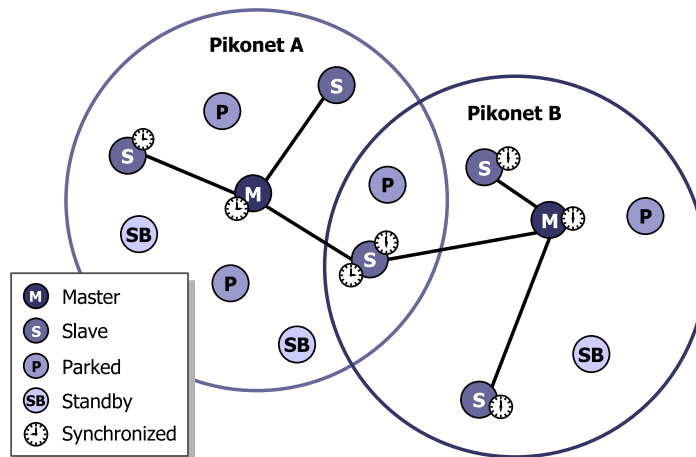 Pikonet A
S
P
Pikonet B
S
S
P
M
M
P
SB
S
P
SB
SB
S
M Master
S Slave
P Parked
SB Standby
Synchronized